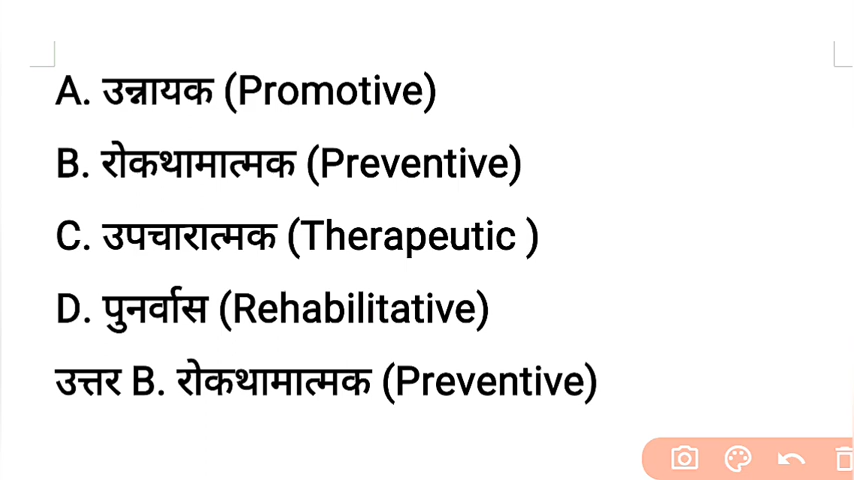 A. उन्नायक (Promotive)
B. रोकथामात्मक (Preventive)
C. उपचारात्मक (Therapeutic )
D. पुनर्वास (Rehabilitative)
उत्तर B. रोकथामात्मक (Preventive)